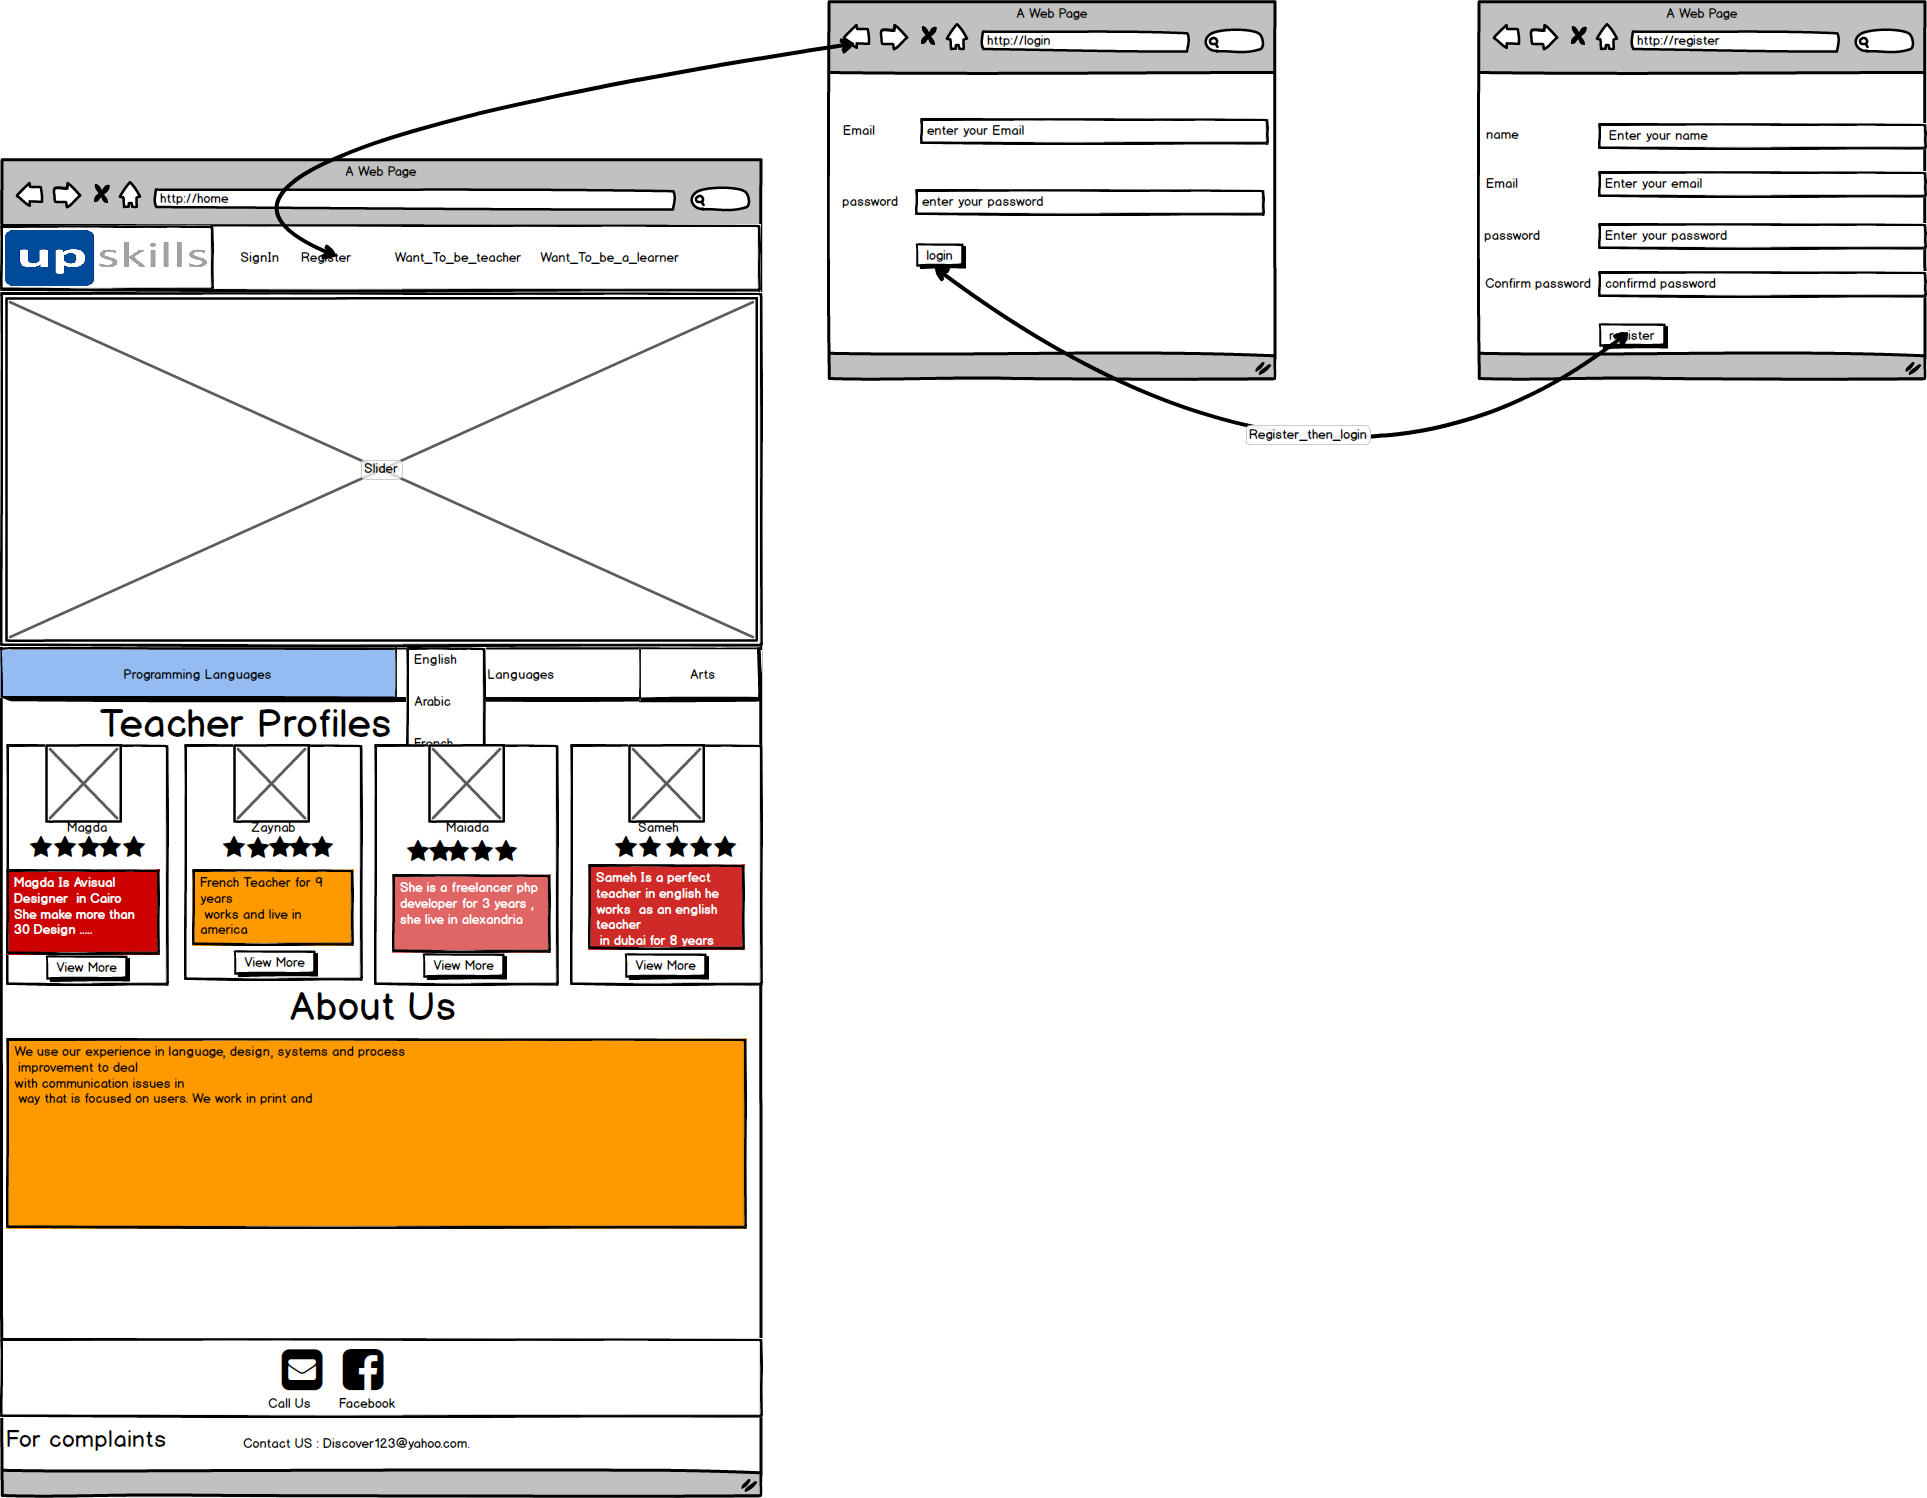 A Web Page
http://login
Email
enter your Email
password
enter your password
login
A Web Page
http://register
name
Enter your name
Email
Enter your email
password
Enter your password
Confirm password
confirmd password
register
Register_then_login
A Web Page
http://home
up skills
SignIn
Register
Want_To_be_teacher
Want_To_be_a_learner
Slider
Programming Languages
English
Arabic
French
Languages
Arts
Teacher Profiles
Magda
Magda Is Avisual
Designer in Cairo
She make more than
30 Design .....
View More
Zaynab
French Teacher for 9
years
works and live in
america
View More
Maiada
She is a freelancer php
developer for 3 years ,
she live in alexandria
View More
Sameh
Sameh Is a perfect
teacher in english he
works as an english
teacher
in dubai for 8 years
View More
About Us
We use our experience in language, design, systems and process
improvement to deal
with communication issues in
way that is focused on users. We work in print and
Call Us
Facebook
For complaints
Contact US : Discover123@yahoo.com.